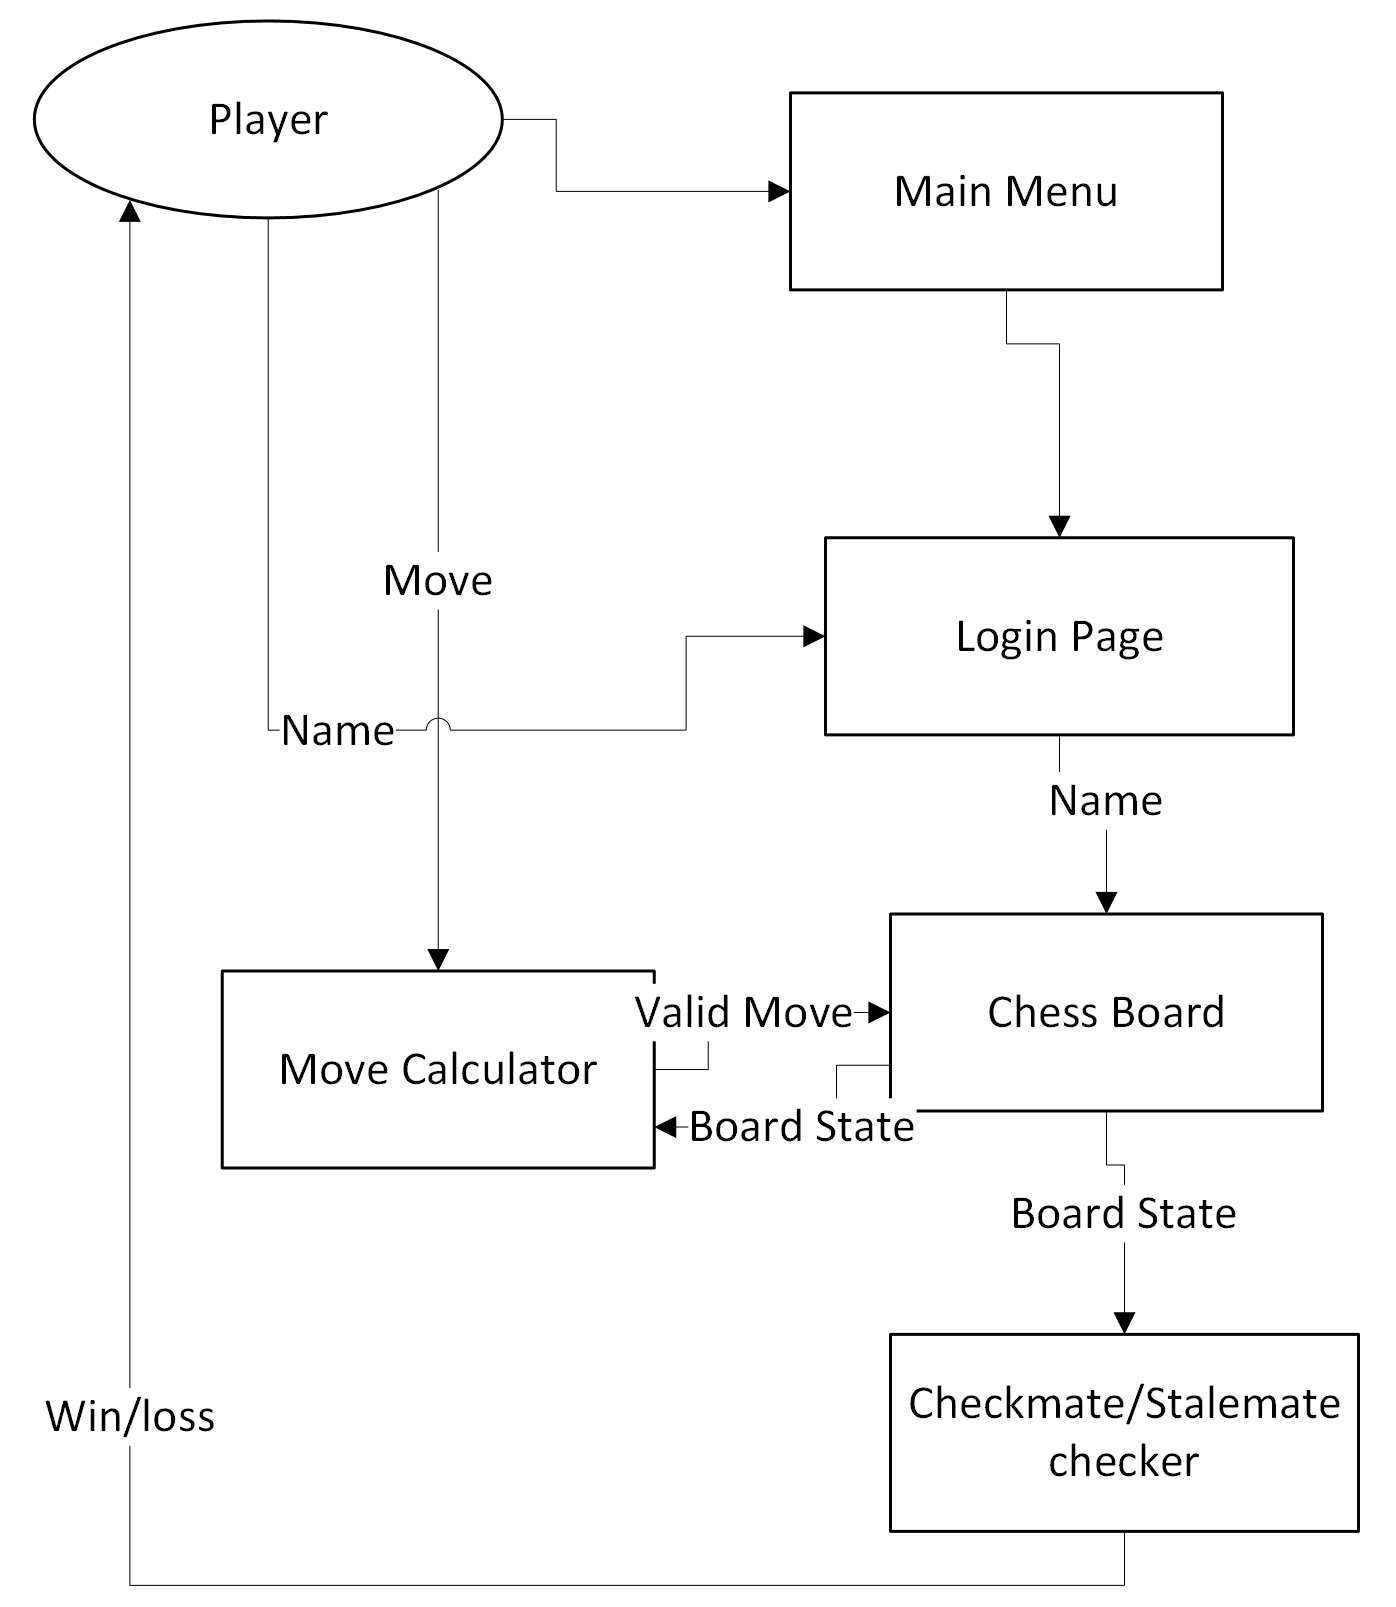 Player
Main Menu
Move
Login Page
Name
Name
Valid Move
Chess Board
Move Calculator
Board State
Board State
Checkmate/Stalemate
checker
Win/loss